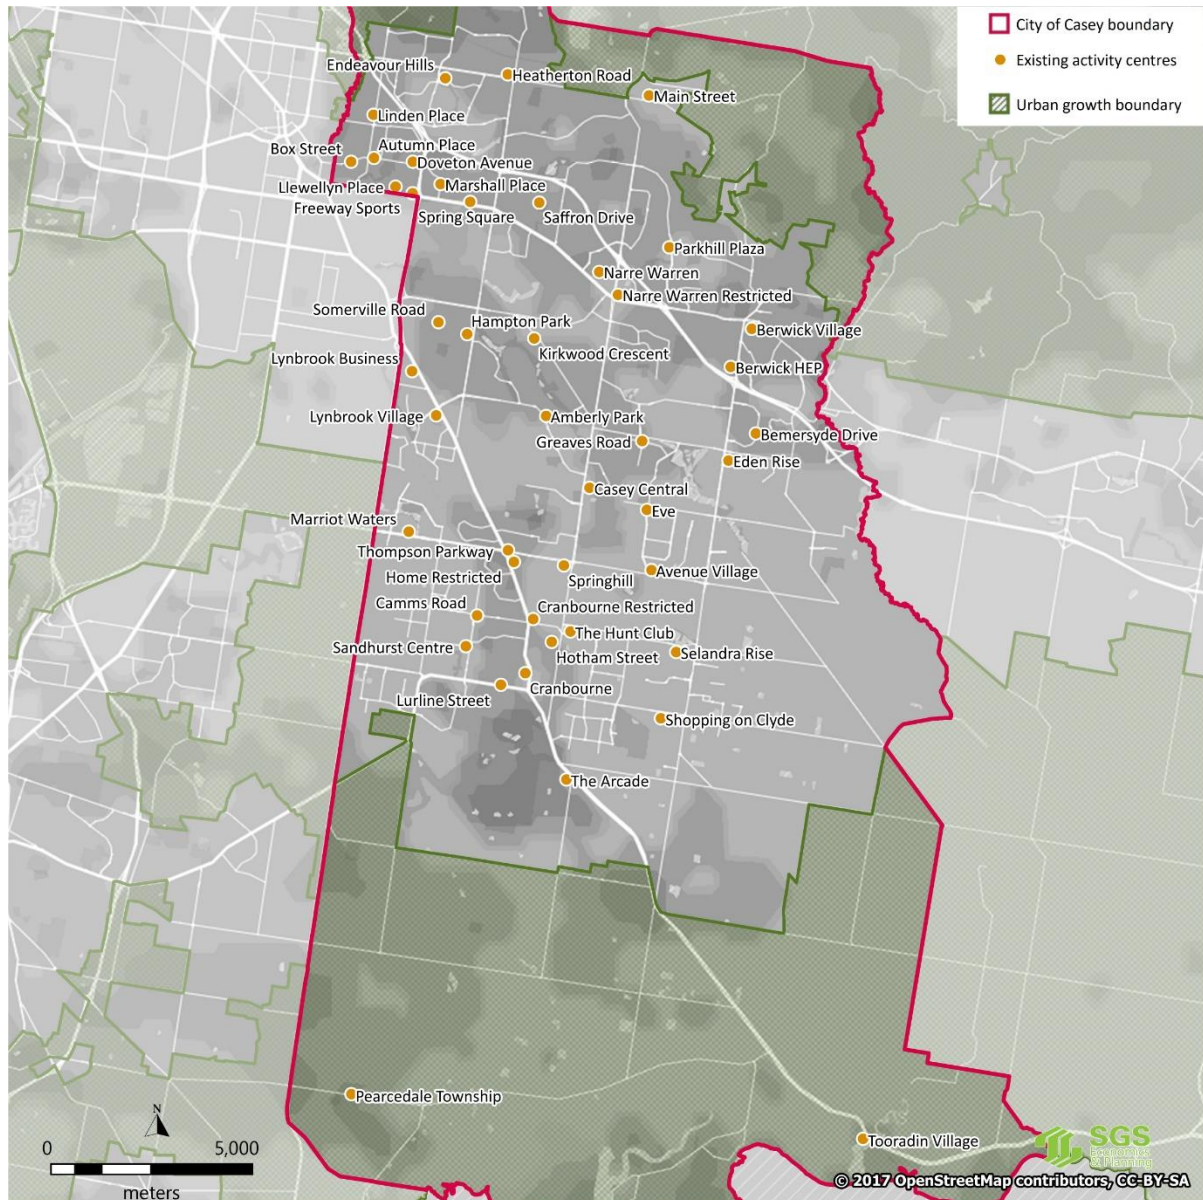 City of Casey boundary
Existing activity centres
Urban growth boundary
Endeavour Hills
Heatherton Road
Main Street
Linden Place
Autumn Place
Box Street
Doveton Avenue
Llewellyn Place
Marshall Place
Freeway Sports
Spring Square
Saffron Drive
Parkhill Plaza
Narre Warren
Narre Warren Restricted
Somerville Road
Hampton Park
Berwick Village
Kirkwood Crescent
Lynbrook Business
Berwick HEP
Lynbrook Village
Amberly Park
Greaves Road
Bemersyde Drive
Eden Rise
Casey Central
Eve
Marriot Waters
Thompson Parkway
Home Restricted
Springhill
Avenue Village
Camms Road
Cranbourne Restricted
The Hunt Club
Sandhurst Centre
Hotham Street
Selandra Rise
Cranbourne
Lurline Street
Shopping on Clyde
The Arcade
Pearcedale Township
Tooradin Village
N
0 5,000
meters
SGS
Economics
& Planning
© 2017 OpenStreetMap contributors, CC-BY-SA